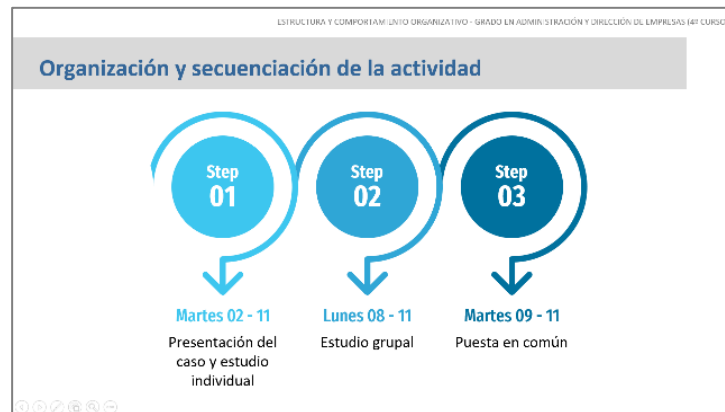 ESTRUCTURA Y COMPORTAMIENTO ORGANIZATIVO - GRADO EN ADMINISTRACIÓN Y DIRECCIÓN DE EMPRESAS (4º CURSO
Organización y secuenciación de la actividad
Step
01
Step
02
Step
03
Martes 02 - 11
Presentación del
caso y estudio
individual
Lunes 08 - 11
Estudio grupal
Martes 09 - 11
Puesta en común